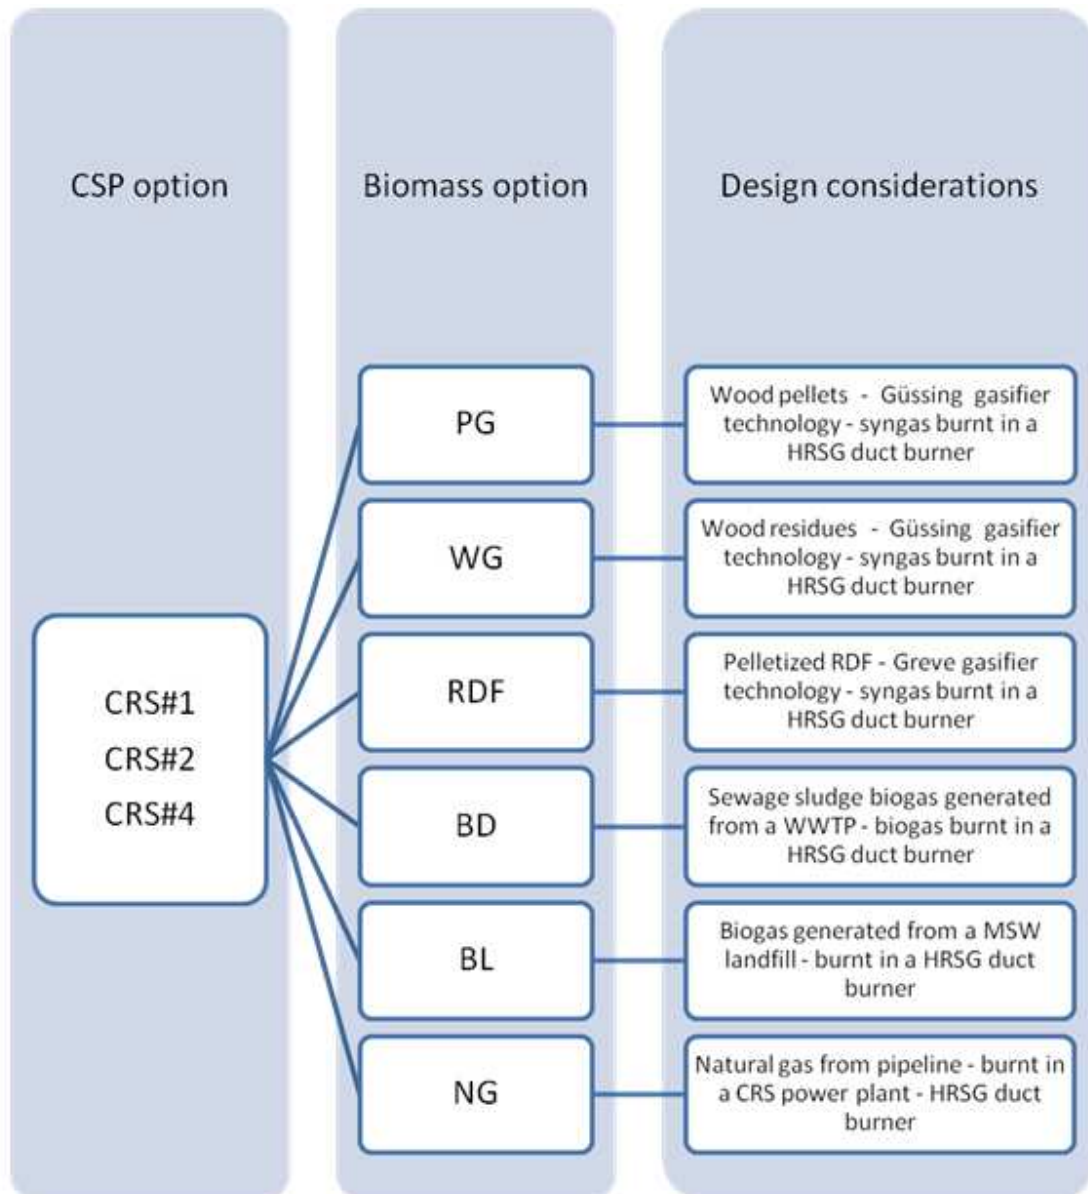 CSP option
Biomass option
Design considerations
CRS#1
CRS#2
CRS#4
PG
Wood pellets - Güssing gasifier
technology - syngas burnt in a
HRSG duct burner
WG
Wood residues - Güssing gasifier
technology - syngas burnt in a
HRSG duct burner
RDF
Pelletized RDF - Greve gasifier
technology - syngas burnt in a
HRSG duct burner
BD
Sewage sludge biogas generated
from a WWTP - biogas burnt in a
HRSG duct burner
BL
Biogas generated from a MSW
landfill - burnt in a HRSG duct
burner
NG
Natural gas from pipeline - burnt in
a CRS power plant - HRSG duct
burner